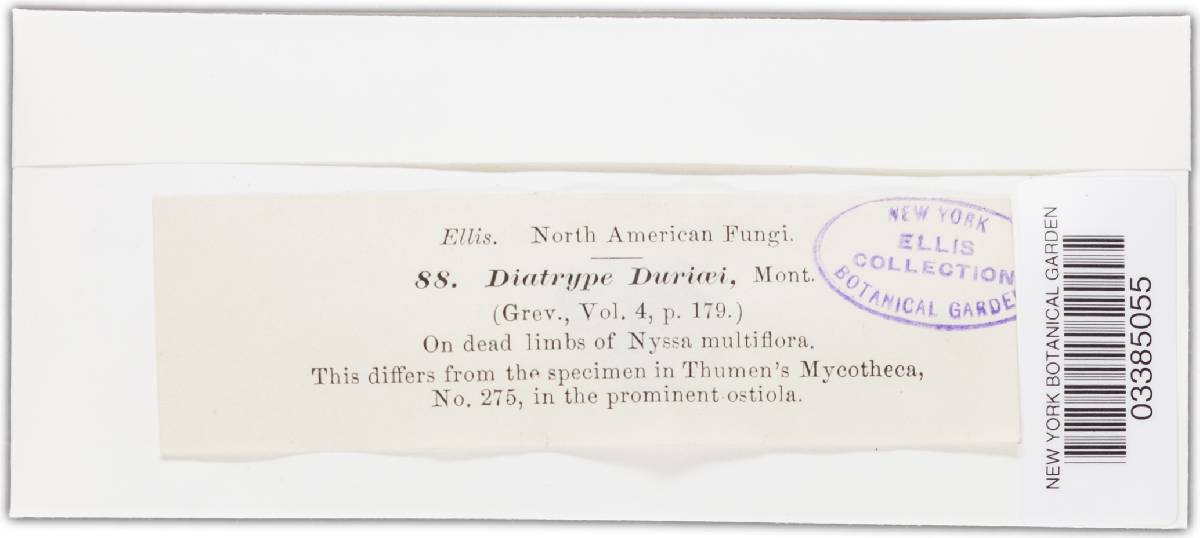 Ellis. North American Fungi.
88. Diatrype Duriæi, Mont.
(Grev., Vol. 4, p. 179.)
On dead limbs of Nyssa multiflora.
This differs from the specimen in Thumen's Mycotheca,
No. 275, in the prominent ostiola.
NEW YORK
ELLIS
COLLECTION
BOTANICAL GARDEN
NEW YORK BOTANICAL GARDEN
03385055